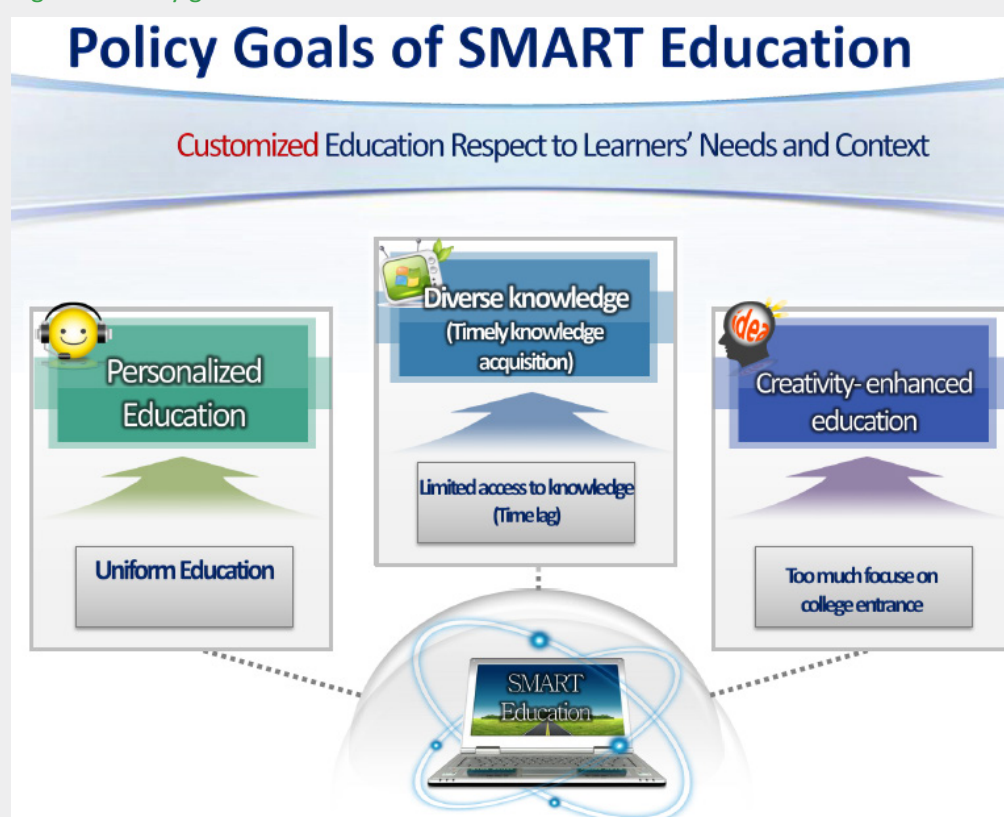 Policy Goals of SMART Education
Customized Education Respect to Learners' Needs and Context
Personalized
Education
Uniform Education
Diverse knowledge
(Timely knowledge
acquisition)
Limited access to knowledge
(Time lag)
idea
Creativity- enhanced
education
Too much focuse on
college entrance
SMART
Education